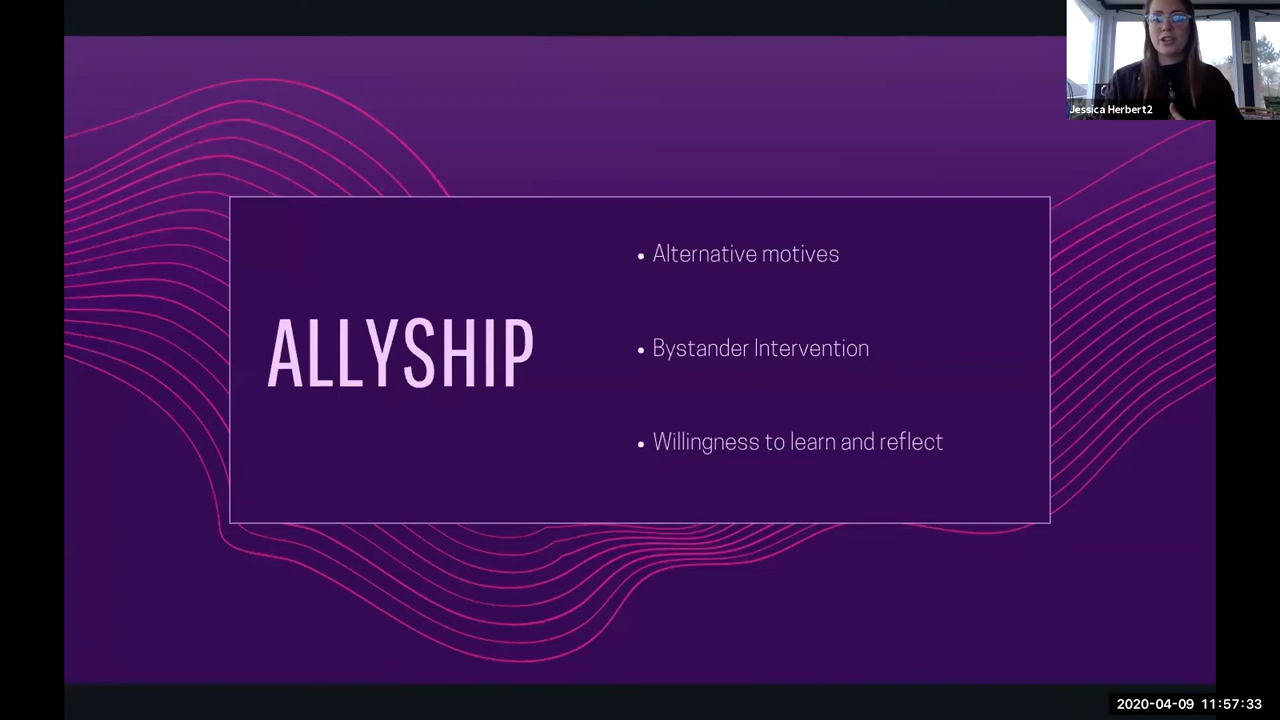 Jessica Herbert2
ALLYSHIP
Alternative motives
Bystander Intervention
Willingness to learn and reflect
2020-04-09 11:57:33